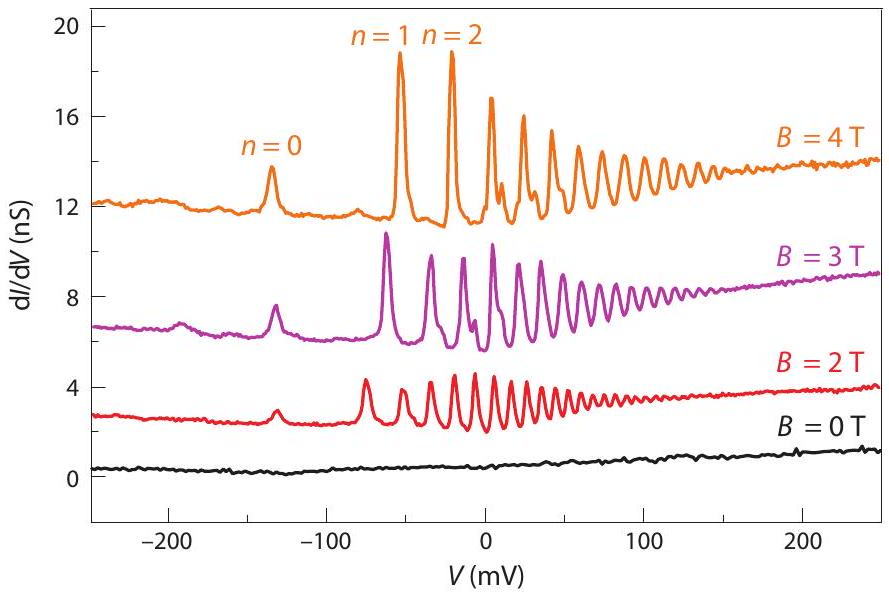 20
16
12
8
4
0
dI/dV (nS)
n = 1 n = 2
n = 0
B = 4 T
B = 3 T
B = 2 T
B = 0 T
–200 –100 0 100 200
V (mV)